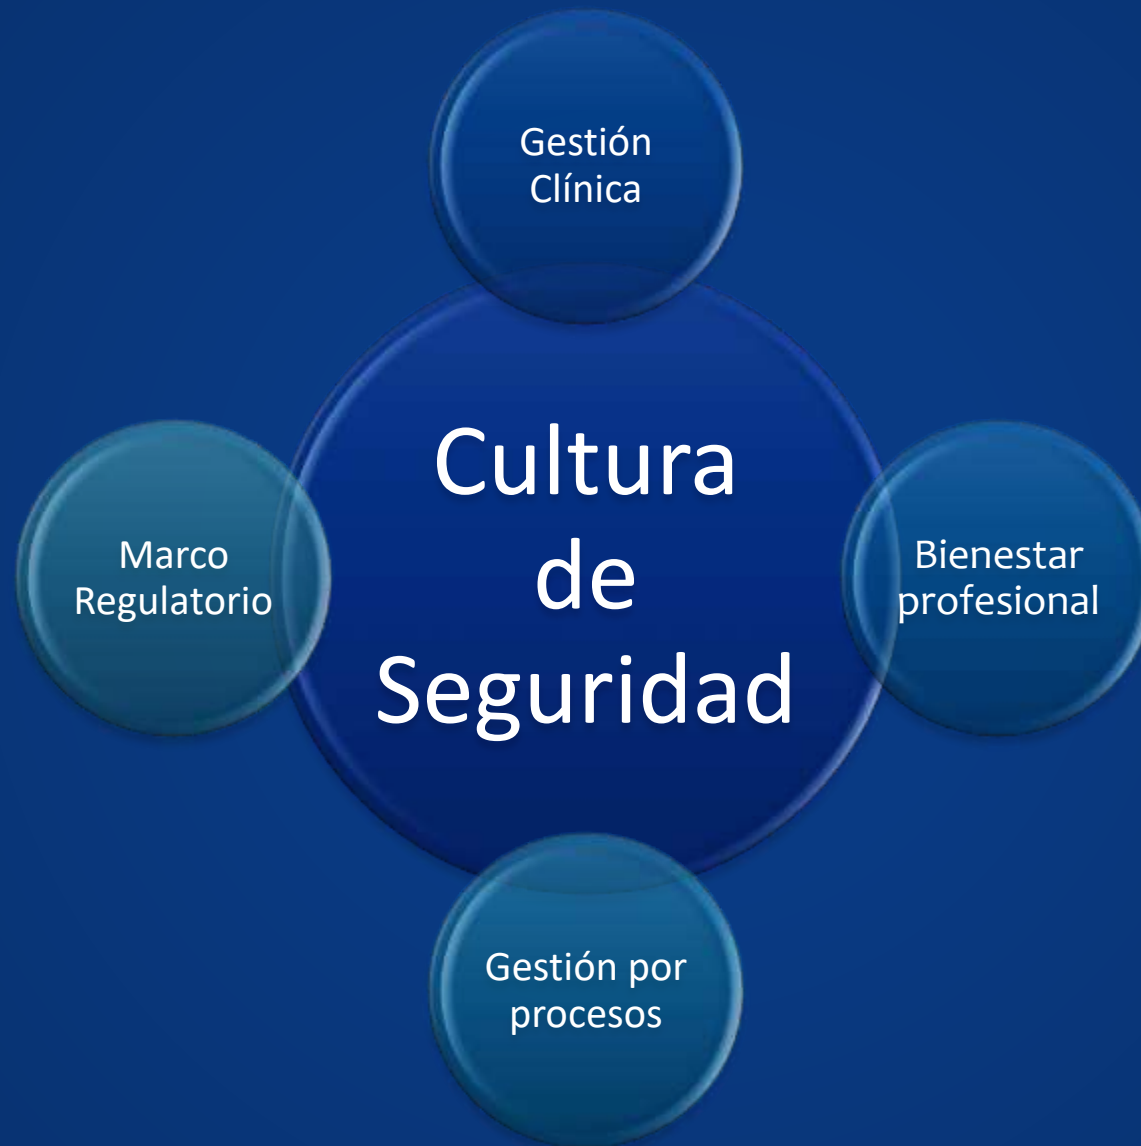 Gestión
Clínica
Cultura
de
Seguridad
Marco
Regulatorio
Bienestar
profesional
Gestión por
procesos